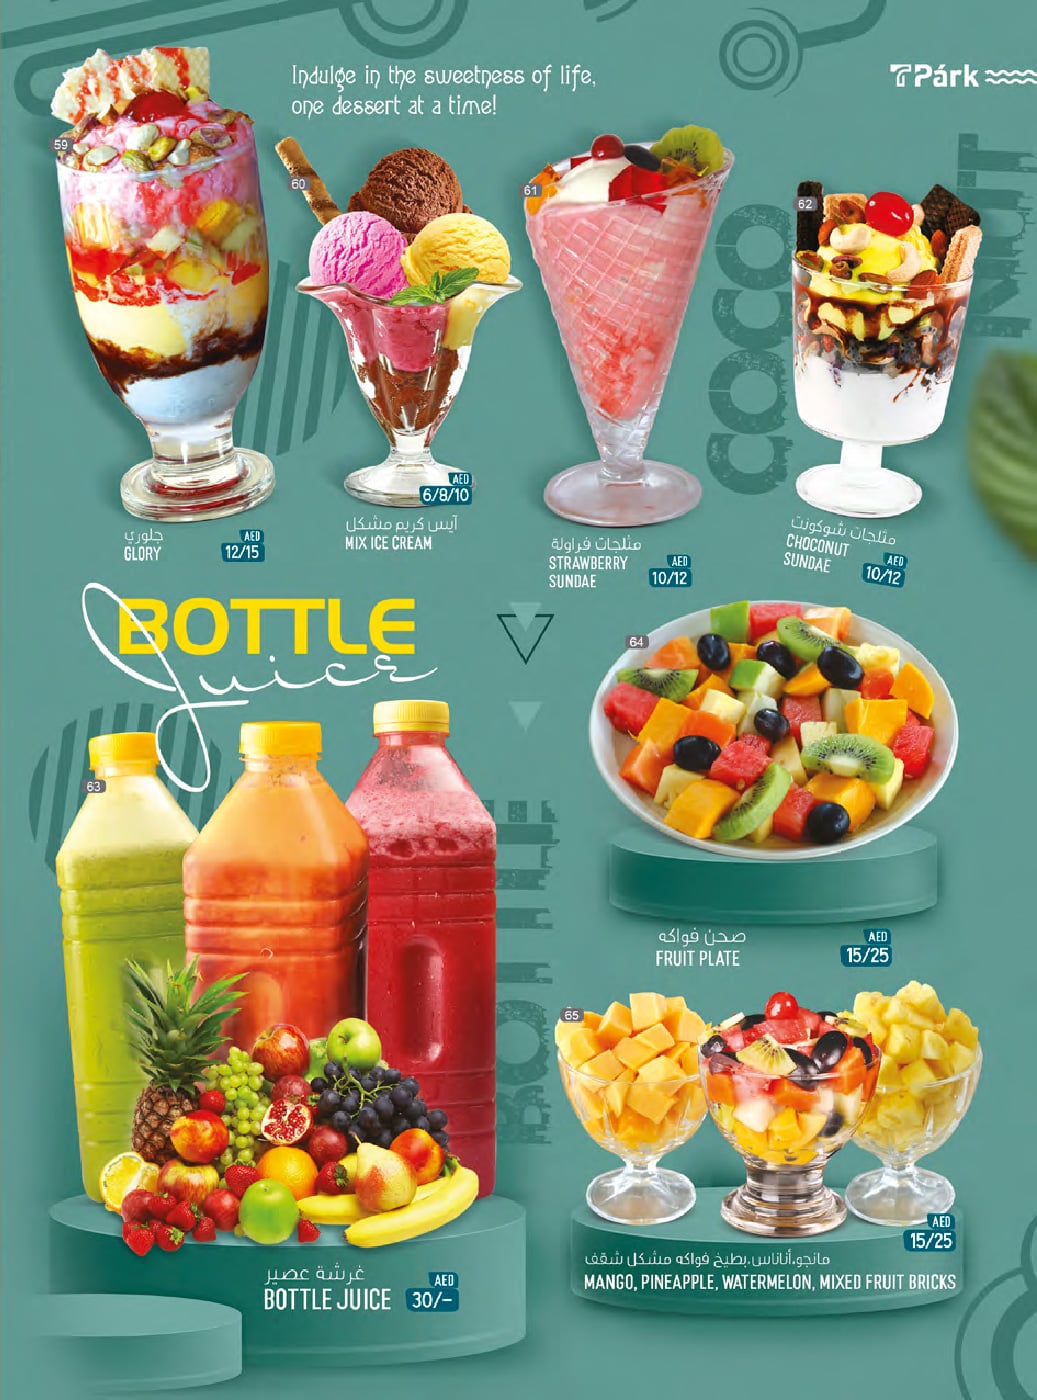 Indulge in the sweetness of life,
one dessert at a time!
TPárk
COCO
NUT
59
60
61
62
جلوري
GLORY
AED
12/15
AED
6/8/10
آيس كريم مشكل
MIX ICE CREAM
مثلجات فراولة
STRAWBERRY
SUNDAE
AED
10/12
مثلجات شوكونت
CHOCONUT
SUNDAE
AED
10/12
BOTTLE
Juice
63
BOTTLE
غرشة عصير
BOTTLE JUICE
AED
30/-
64
صحن فواكه
FRUIT PLATE
AED
15/25
65
AED
15/25
مانجو،أناناس،بطيخ فواكه مشكل شقف
MANGO, PINEAPPLE, WATERMELON, MIXED FRUIT BRICKS